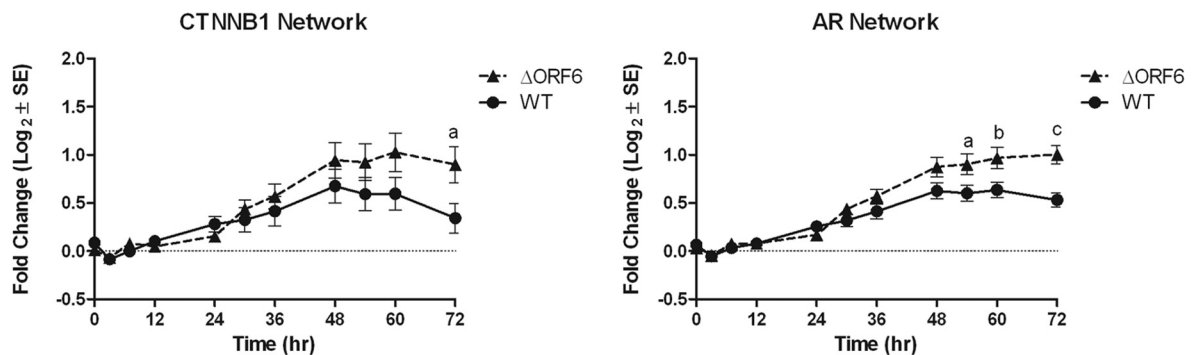 CTNNB1 Network
Fold Change (Log₂ ± SE)
2.0
1.5
1.0
0.5
0.0
-0.5
a
ΔORF6
WT
0 12 24 36 48 60 72
Time (hr)
AR Network
Fold Change (Log₂ ± SE)
2.0
1.5
1.0
0.5
0.0
-0.5
a b c
ΔORF6
WT
0 12 24 36 48 60 72
Time (hr)